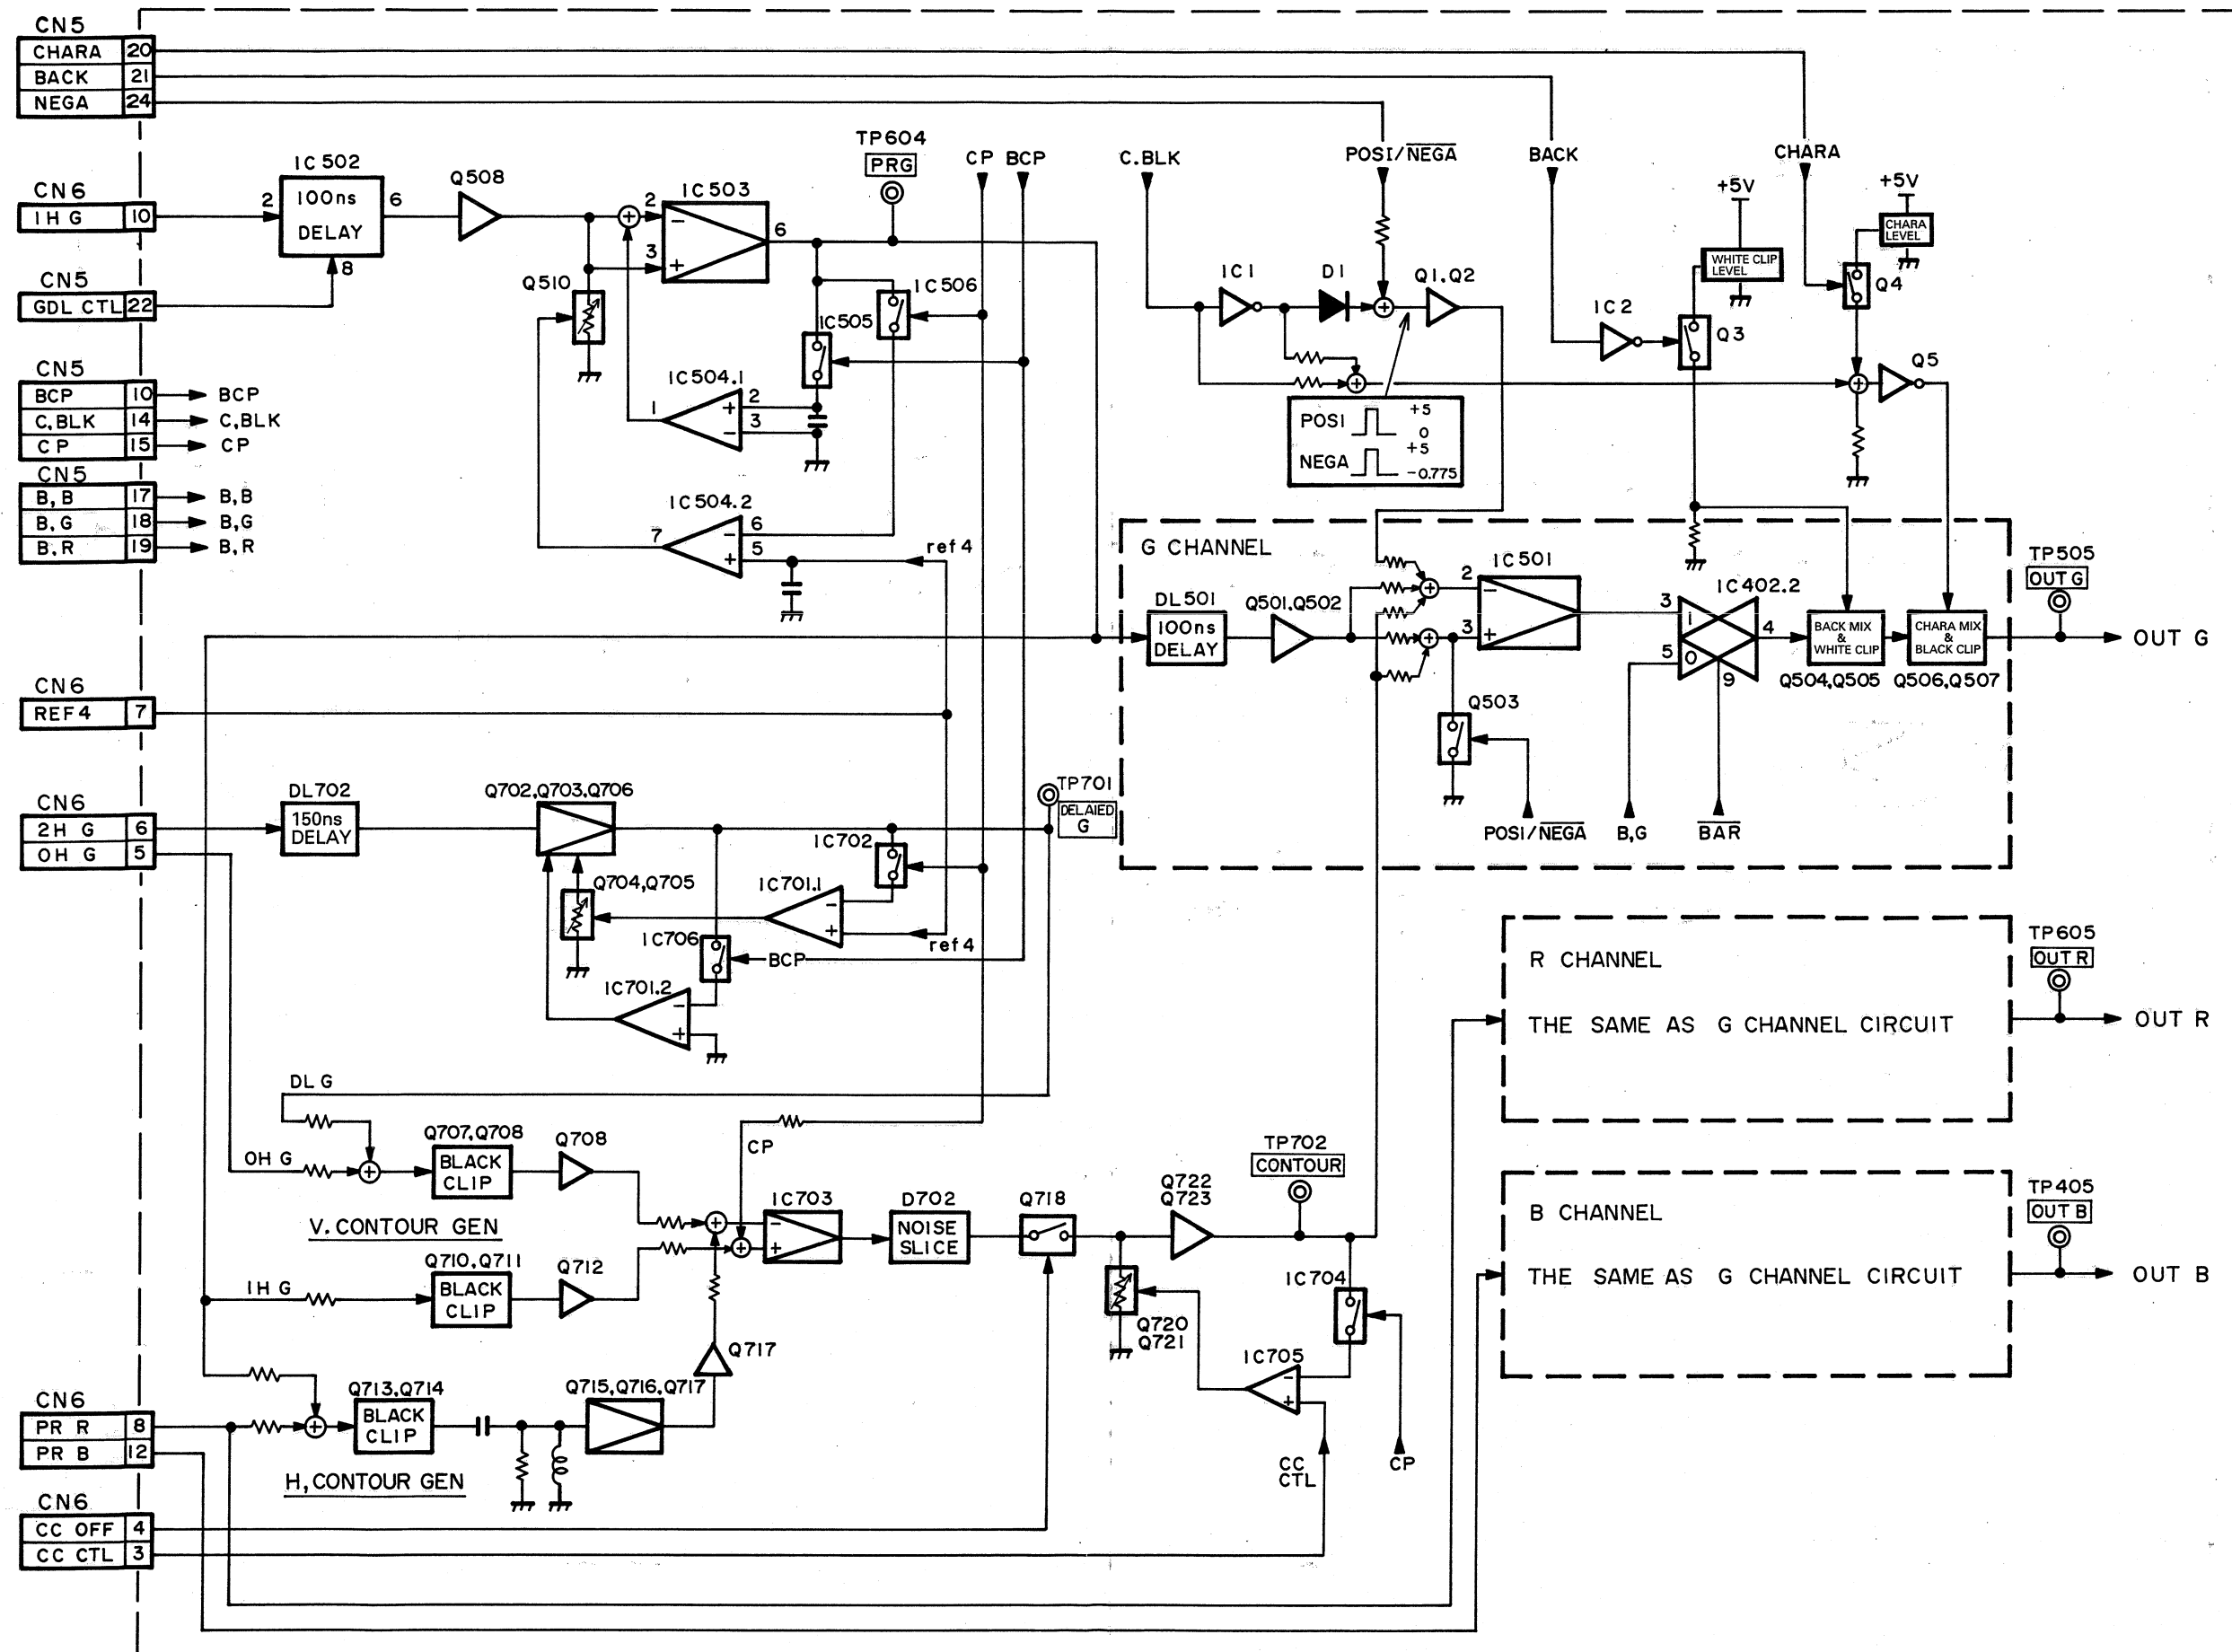 CN5
CHARA 20
BACK 21
NEGA 24
CN6
1H G 10
CN5
GDL CTL 22
CN5
BCP 10 BCP
C,BLK 14 C,BLK
CP 15 CP
CN5
B,B 17 B,B
B,G 18 B,G
B,R 19 B,R
CN6
REF4 7
CN6
2H G 6
OH G 5
CN6
PR R 8
PR B 12
CN6
CC OFF 4
CC CTL 3
IC502
2
100ns
DELAY
6
8
Q508
Q510
2
3
IC503
6
TP604
PRG
CP BCP
IC506
IC505
IC504.1
1
2
3
+
−
IC504.2
7
6
5
−
+
ref4
C.BLK
POSI/NEGA
BACK
CHARA
IC1
D1
Q1,Q2
POSI
+5
0
NEGA
+5
−0.775
IC2
+5V
WHITE CLIP
LEVEL
Q3
+5V
CHARA
LEVEL
Q4
Q5
G CHANNEL
DL501
100ns
DELAY
Q501,Q502
IC501
2
−
3
+
Q503
POSI/NEGA
IC402.2
3
1
5
0
4
9
B,G
BAR
BACK MIX
&
WHITE CLIP
Q504,Q505
CHARA MIX
&
BLACK CLIP
Q506,Q507
TP505
OUT G
OUT G
DL702
150ns
DELAY
Q702,Q703,Q706
TP701
DELAIED
G
IC702
Q704,Q705
IC701.1
−
+
ref4
IC706
BCP
IC701.2
−
+
R CHANNEL
THE SAME AS G CHANNEL CIRCUIT
TP605
OUT R
OUT R
DL G
OH G
Q707,Q708
BLACK
CLIP
Q708
CP
V.CONTOUR GEN
1H G
Q710,Q711
BLACK
CLIP
Q712
IC703
−
+
D702
NOISE
SLICE
Q718
Q722
Q723
TP702
CONTOUR
Q720
Q721
IC704
IC705
−
+
CC
CTL
CP
Q717
Q713,Q714
BLACK
CLIP
Q715,Q716,Q717
H,CONTOUR GEN
B CHANNEL
THE SAME AS G CHANNEL CIRCUIT
TP405
OUT B
OUT B